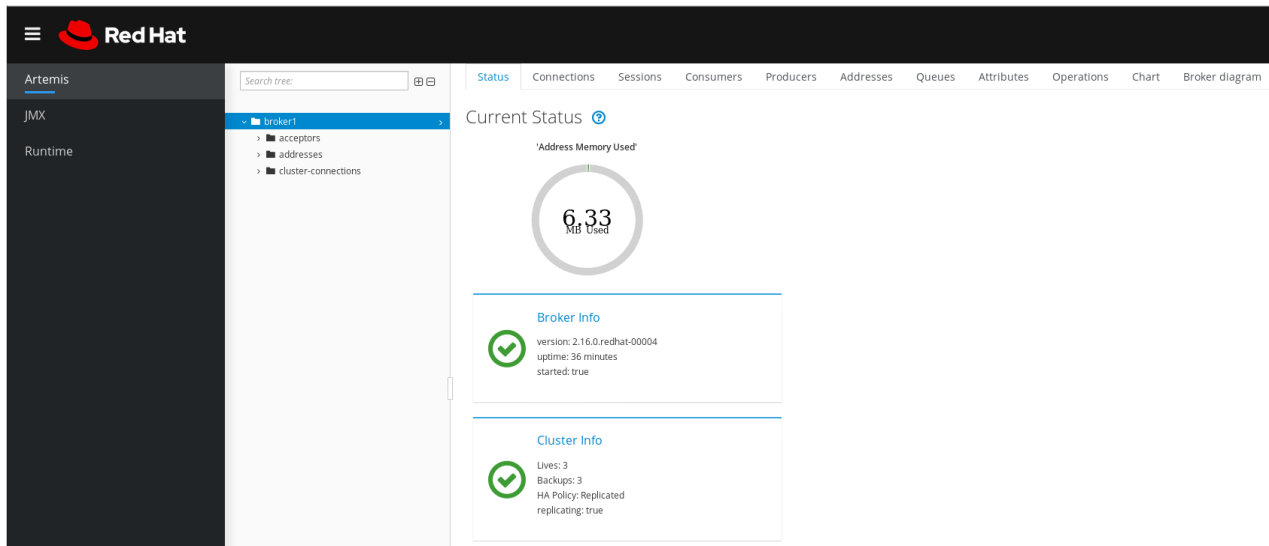 Red Hat
Artemis
JMX
Runtime
Search tree:
broker1
acceptors
addresses
cluster-connections
Status Connections Sessions Consumers Producers Addresses Queues Attributes Operations Chart Broker diagram
Current Status
'Address Memory Used'
6.33
MB Used
Broker Info
version: 2.16.0.redhat-00004
uptime: 36 minutes
started: true
Cluster Info
Lives: 3
Backups: 3
HA Policy: Replicated
replicating: true